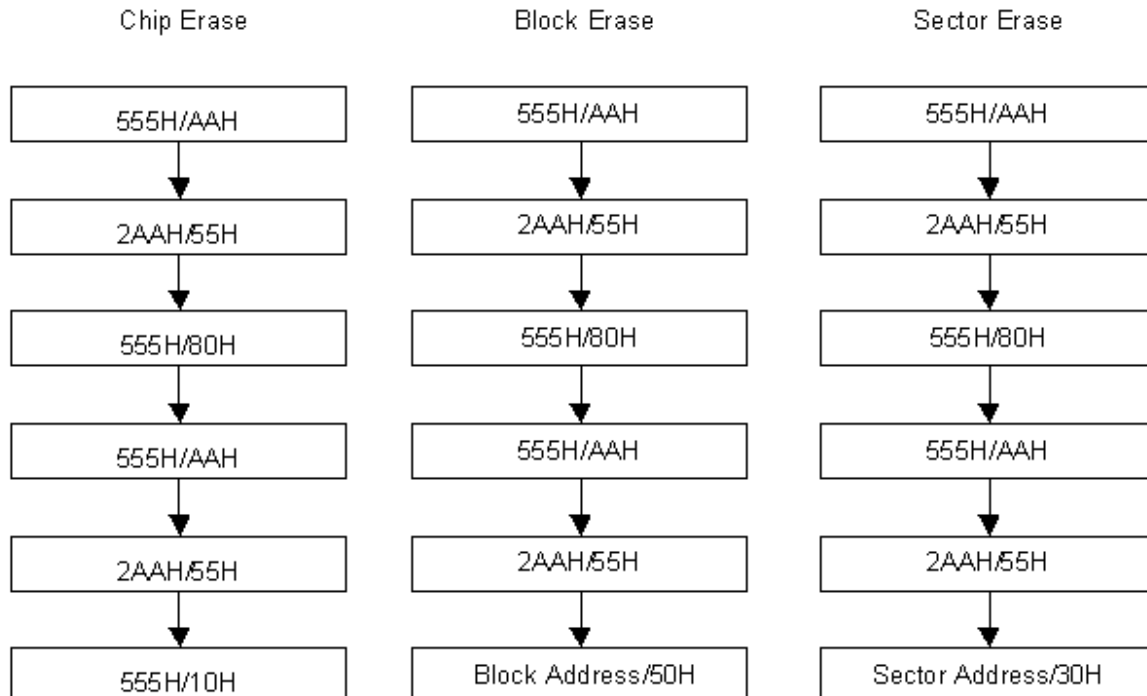 Chip Erase
555H/AAH
2AAH/55H
555H/80H
555H/AAH
2AAH/55H
555H/10H
Block Erase
555H/AAH
2AAH/55H
555H/80H
555H/AAH
2AAH/55H
Block Address/50H
Sector Erase
555H/AAH
2AAH/55H
555H/80H
555H/AAH
2AAH/55H
Sector Address/30H